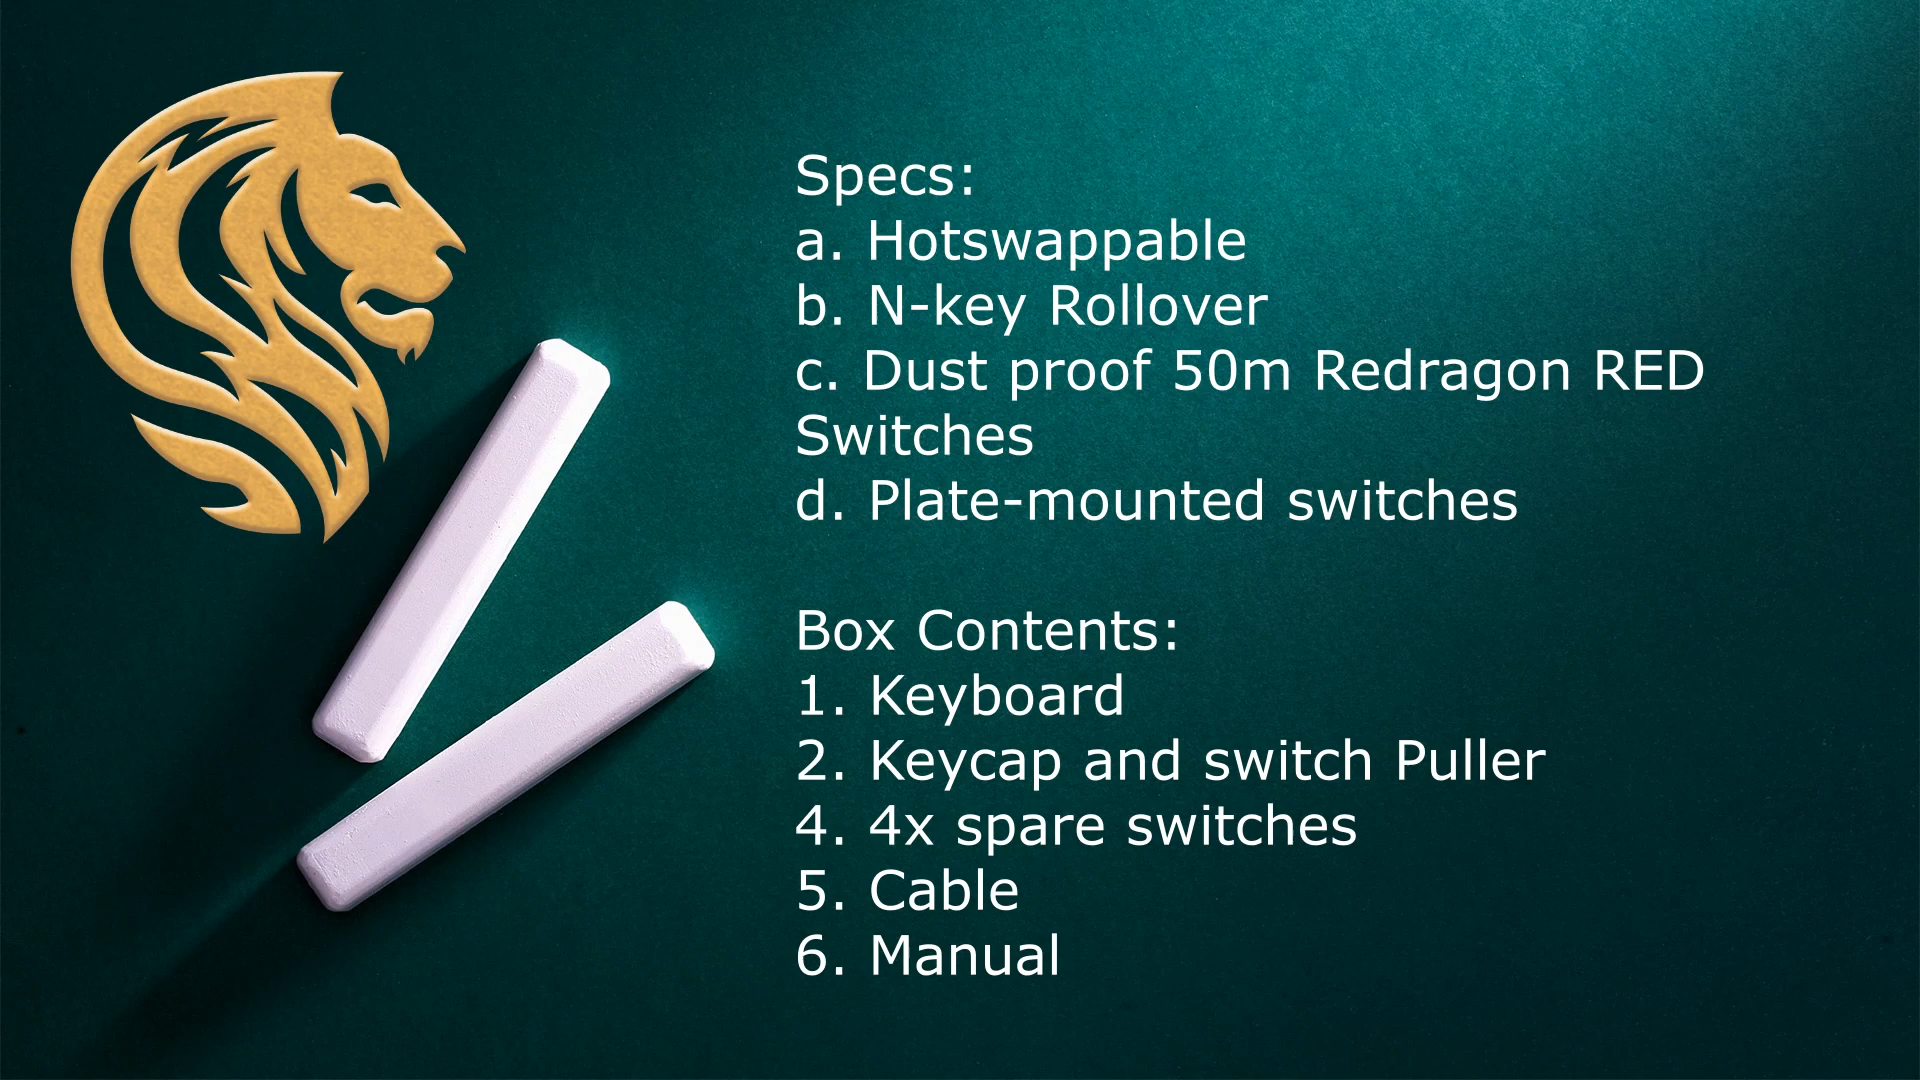 Specs:
a. Hotswappable
b. N-key Rollover
c. Dust proof 50m Redragon RED
Switches
d. Plate-mounted switches
Box Contents:
1. Keyboard
2. Keycap and switch Puller
4. 4x spare switches
5. Cable
6. Manual